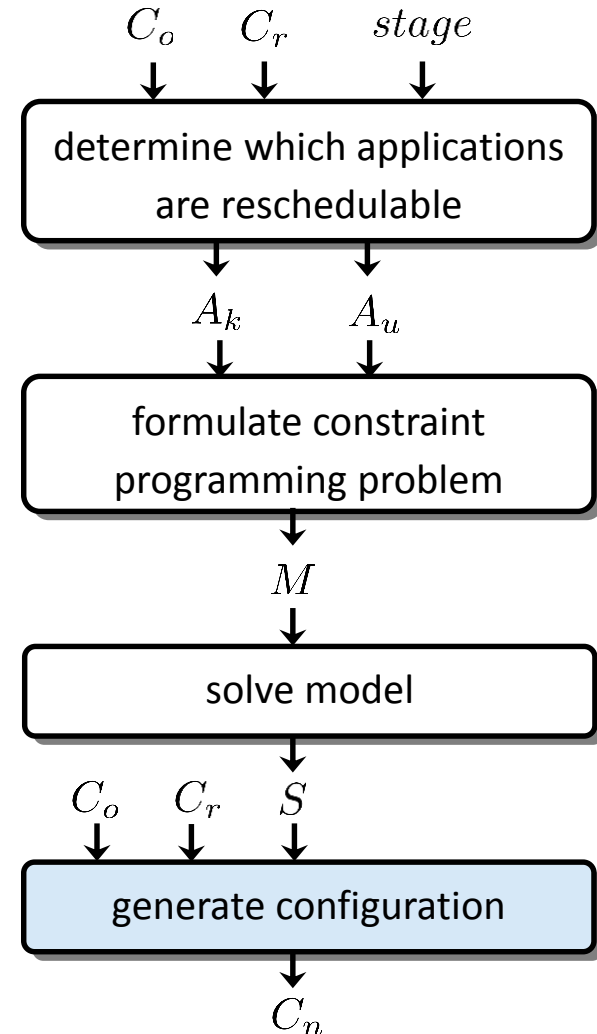 C_o C_r stage
determine which applications
are reschedulable
A_k A_u
formulate constraint
programming problem
M
solve model
C_o C_r S
generate configuration
C_n